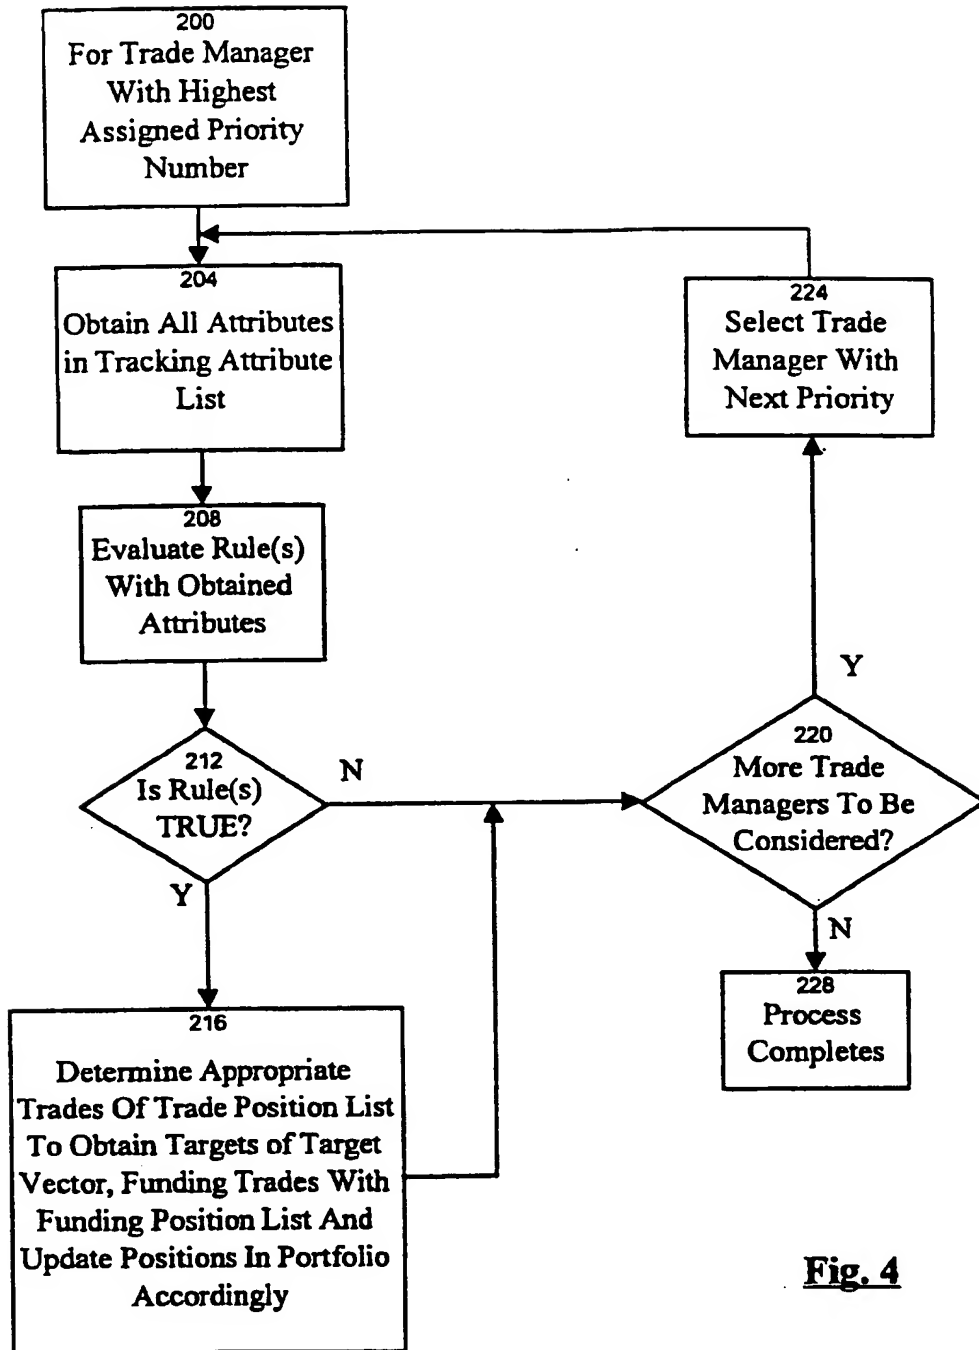 200
For Trade Manager
With Highest
Assigned Priority
Number
204
Obtain All Attributes
in Tracking Attribute
List
208
Evaluate Rule(s)
With Obtained
Attributes
212
Is Rule(s)
TRUE?
N
Y
216
Determine Appropriate
Trades Of Trade Position List
To Obtain Targets of Target
Vector, Funding Trades With
Funding Position List And
Update Positions In Portfolio
Accordingly
224
Select Trade
Manager With
Next Priority
Y
220
More Trade
Managers To Be
Considered?
N
228
Process
Completes
Fig. 4